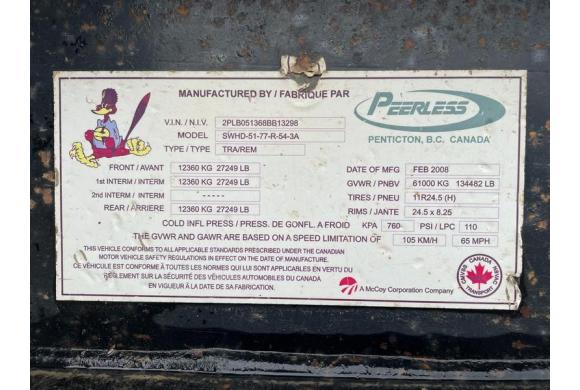 MANUFACTURED BY / FABRIQUE PAR
PEERLESS
PENTICTON, B.C. CANADA
V.I.N. / N.I.V. 2PLB051368BB13298
MODEL SWHD-51-77-R-54-3A
TYPE / TYPE TRA/REM
FRONT / AVANT 12360 KG 27249 LB
1st INTERM / INTERM 12360 KG 27249 LB
2nd INTERM / INTERM -----
REAR / ARRIERE 12360 KG 27249 LB
DATE OF MFG FEB 2008
GVWR / PNBV 61000 KG 134482 LB
TIRES / PNEU 11R24.5 (H)
RIMS / JANTE 24.5 x 8.25
COLD INFL PRESS / PRESS. DE GONFL. A FROID KPA 760 PSI / LPC 110
THE GVWR AND GAWR ARE BASED ON A SPEED LIMITATION OF 105 KM/H 65 MPH
THIS VEHICLE CONFORMS TO ALL APPLICABLE STANDARDS PRESCRIBED UNDER THE CANADIAN
MOTOR VEHICLE SAFETY REGULATIONS IN EFFECT ON THE DATE OF MANUFACTURE.
CE VÉHICULE EST CONFORME À TOUTES LES NORMES QUI LUI SONT APPLICABLES EN VERTU DU
RÈGLEMENT SUR LA SÉCURITÉ DES VÉHICULES AUTOMOBILES DU CANADA
EN VIGUEUR À LA DATE DE SA FABRICATION.
A McCoy Corporation Company
CANADA
TRANSPORT